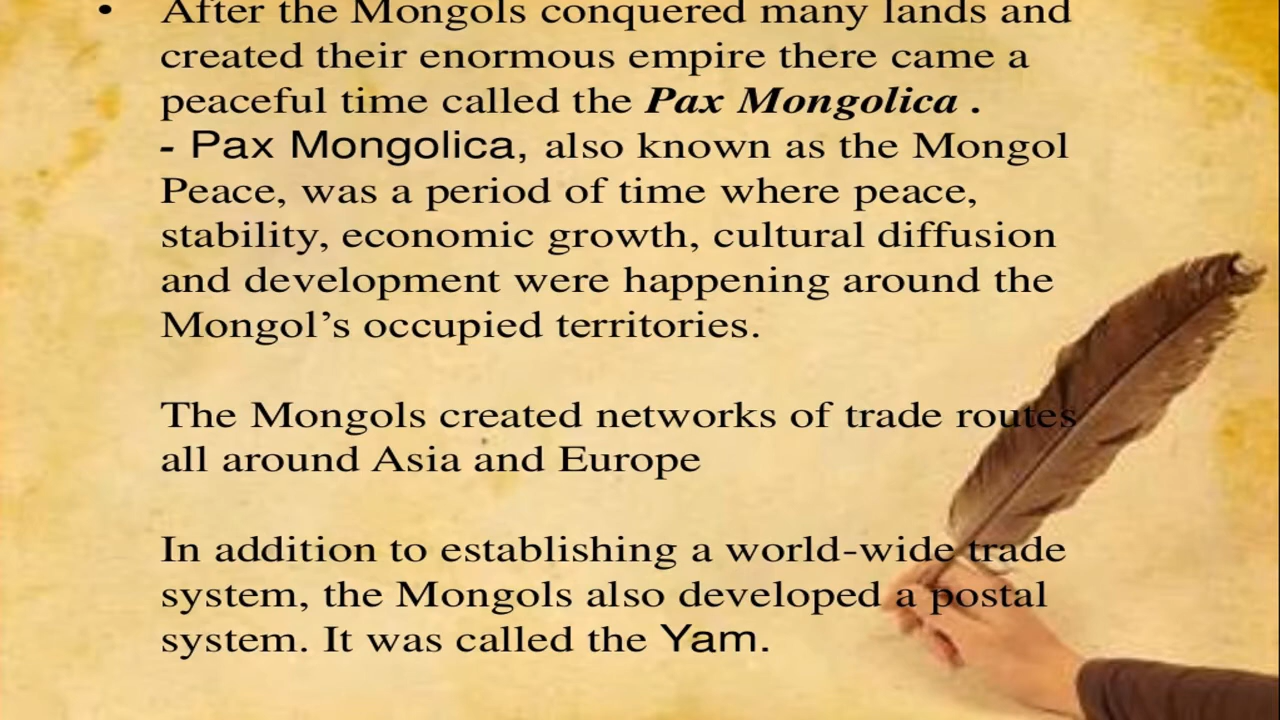 • After the Mongols conquered many lands and
created their enormous empire there came a
peaceful time called the Pax Mongolica .
- Pax Mongolica, also known as the Mongol
Peace, was a period of time where peace,
stability, economic growth, cultural diffusion
and development were happening around the
Mongol’s occupied territories.
The Mongols created networks of trade routes
all around Asia and Europe
In addition to establishing a world-wide trade
system, the Mongols also developed a postal
system. It was called the Yam.